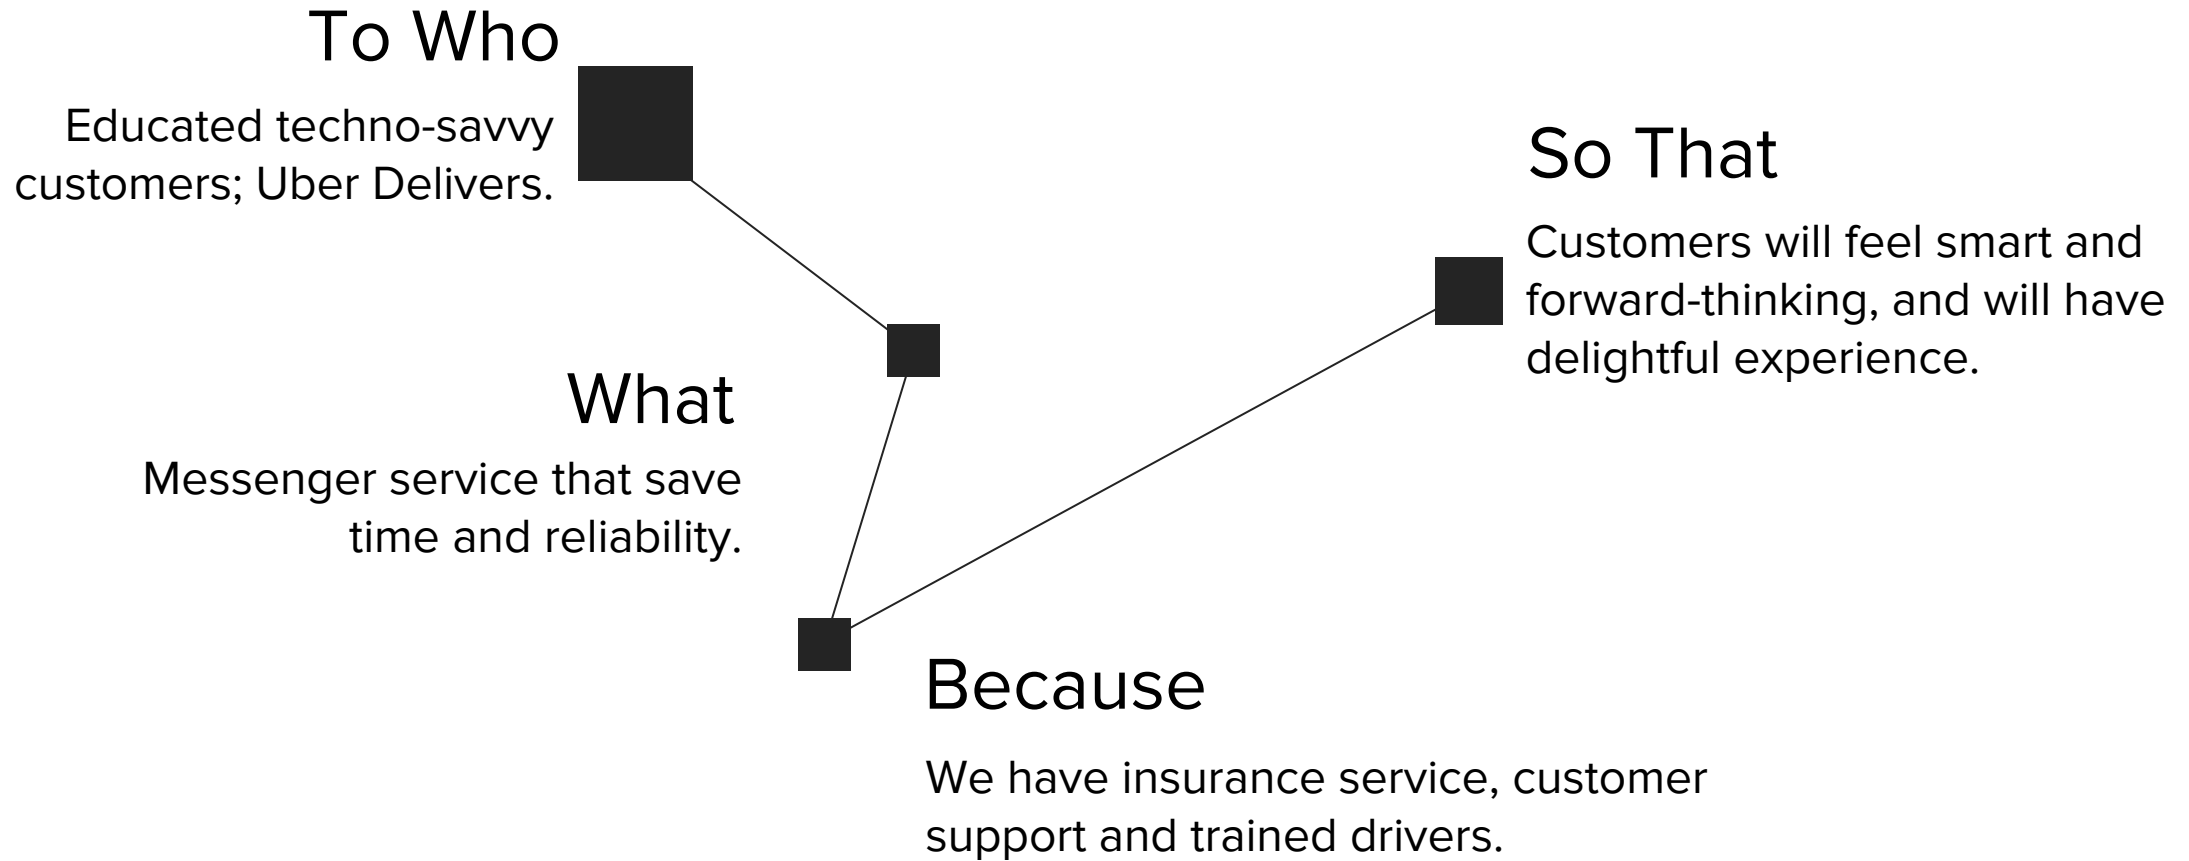 To Who
Educated techno-savvy
customers; Uber Delivers.
What
Messenger service that save
time and reliability.
Because
We have insurance service, customer
support and trained drivers.
So That
Customers will feel smart and
forward-thinking, and will have
delightful experience.